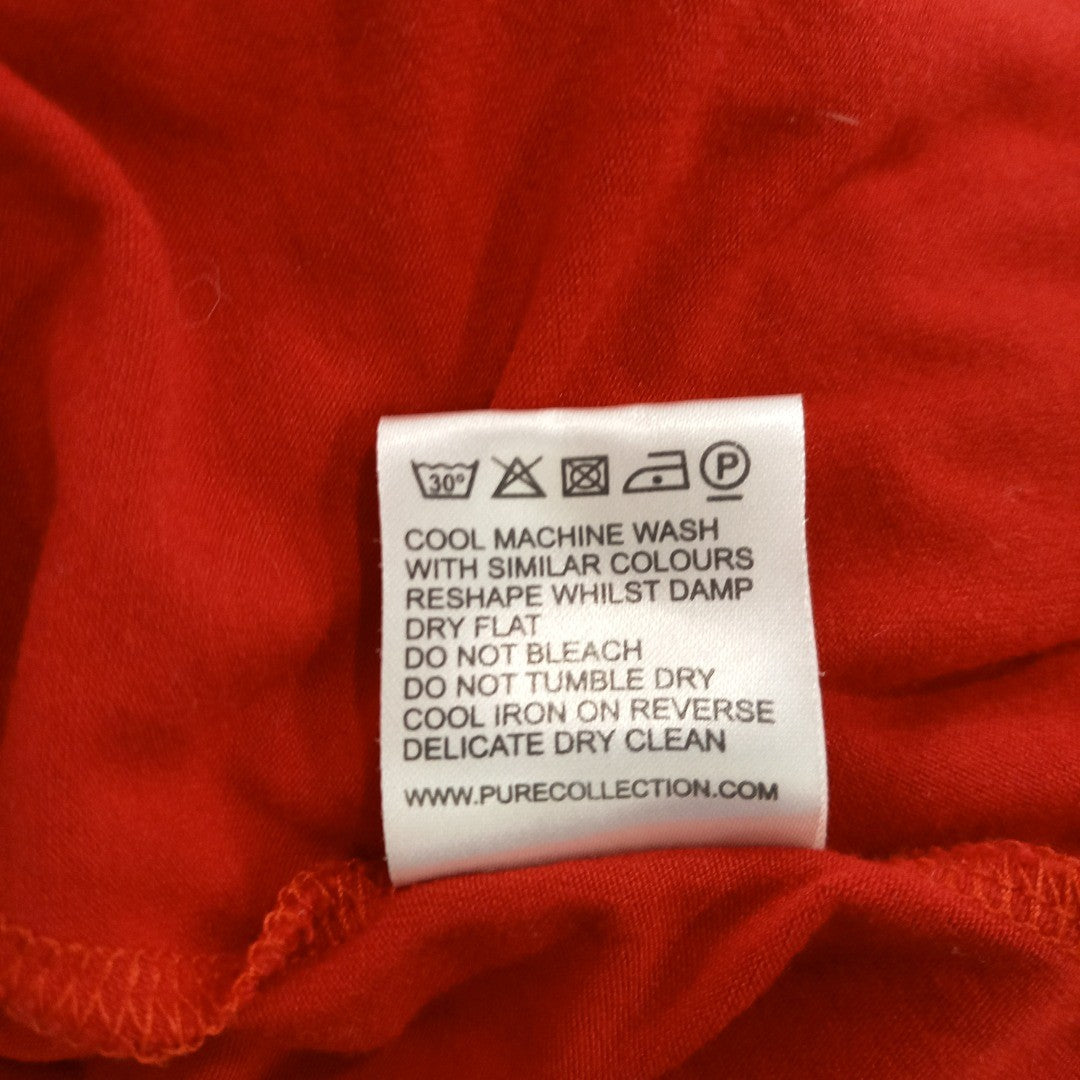 30°
P
COOL MACHINE WASH
WITH SIMILAR COLOURS
RESHAPE WHILST DAMP
DRY FLAT
DO NOT BLEACH
DO NOT TUMBLE DRY
COOL IRON ON REVERSE
DELICATE DRY CLEAN
WWW.PURECOLLECTION.COM